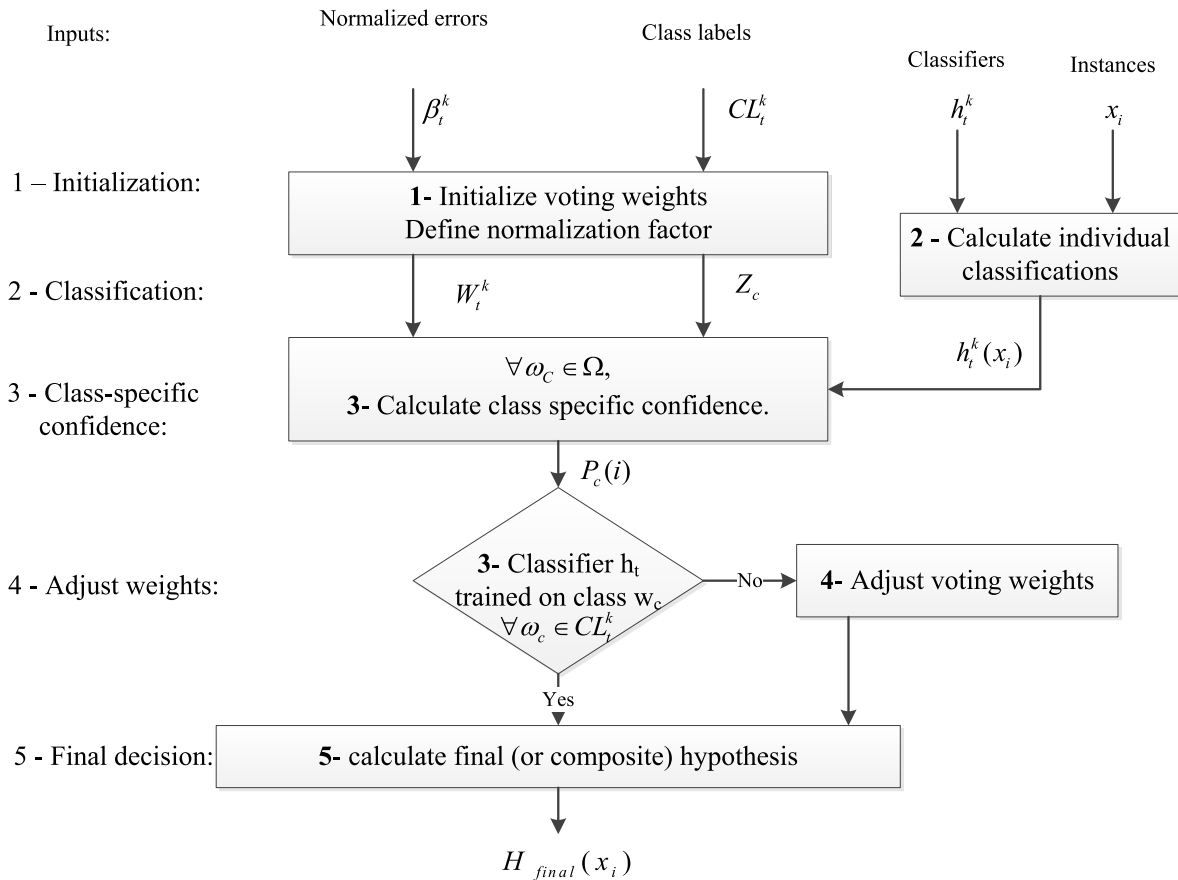 Inputs:
Normalized errors
Class labels
Classifiers
Instances
β_t^k
CL_t^k
h_t^k
x_i
1 – Initialization:
1- Initialize voting weights
Define normalization factor
2 - Calculate individual
classifications
2 - Classification:
W_t^k
Z_c
h_t^k(x_i)
3 - Class-specific
confidence:
∀ω_C ∈ Ω,
3- Calculate class specific confidence.
P_c(i)
4 - Adjust weights:
3- Classifier h_t
trained on class w_c
∀ω_c ∈ CL_t^k
No
4- Adjust voting weights
Yes
5 - Final decision:
5- calculate final (or composite) hypothesis
H_final(x_i)